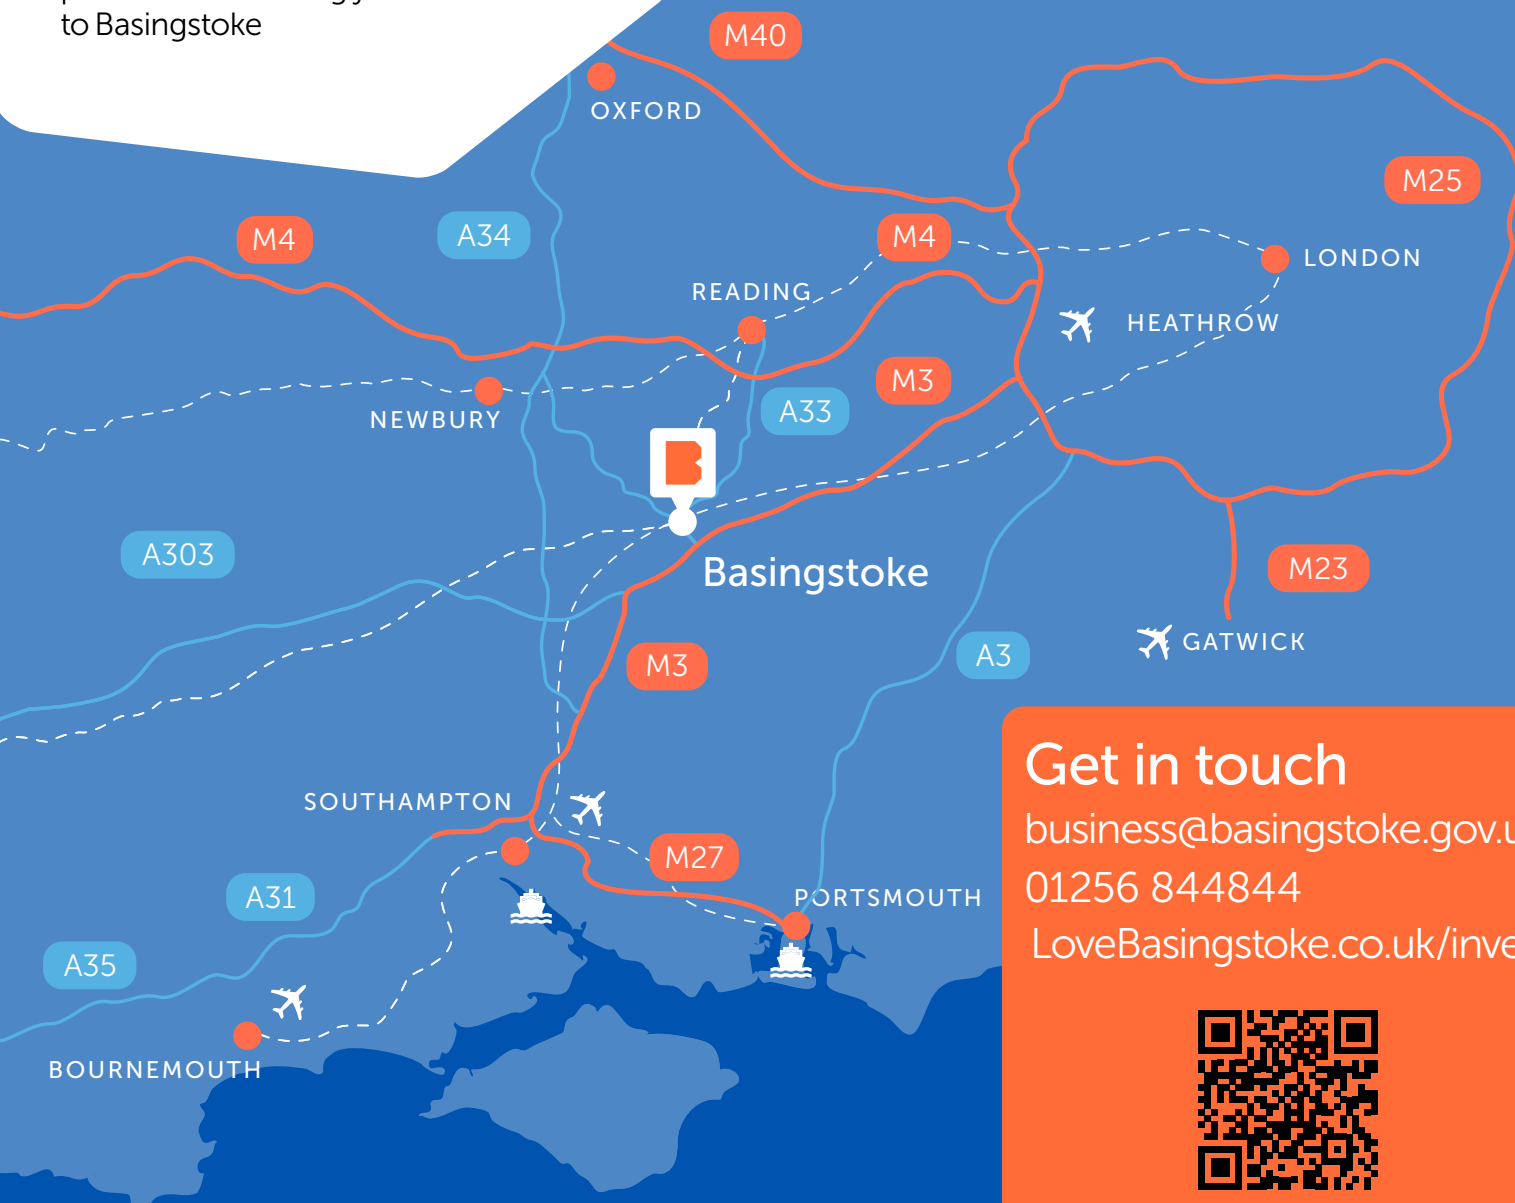 to Basingstoke
M40
OXFORD
M25
M4
A34
M4
LONDON
READING
HEATHROW
M3
A33
NEWBURY
A303
Basingstoke
M23
A3
GATWICK
M3
Get in touch
SOUTHAMPTON
business@basingstoke.gov.u
M27
01256 844844
A31
PORTSMOUTH
LoveBasingstoke.co.uk/inve
A35
BOURNEMOUTH